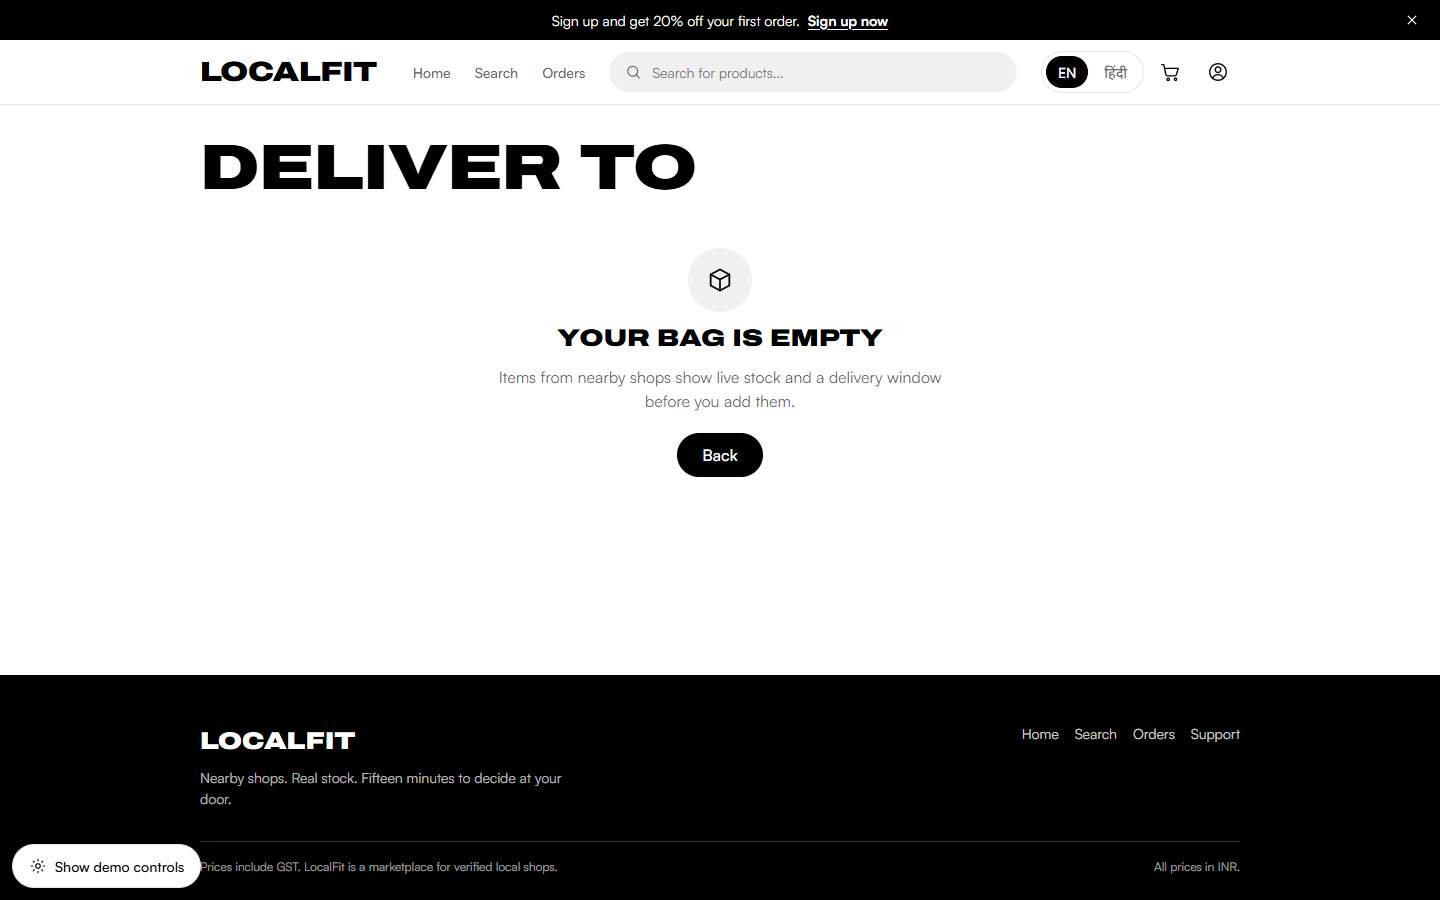 Sign up and get 20% off your first order. Sign up now
LOCALFIT
Home Search Orders
Search for products...
EN हिंदी
DELIVER TO
YOUR BAG IS EMPTY
Items from nearby shops show live stock and a delivery window
before you add them.
Back
LOCALFIT
Home Search Orders Support
Nearby shops. Real stock. Fifteen minutes to decide at your
door.
Show demo controls
Prices include GST. LocalFit is a marketplace for verified local shops.
All prices in INR.